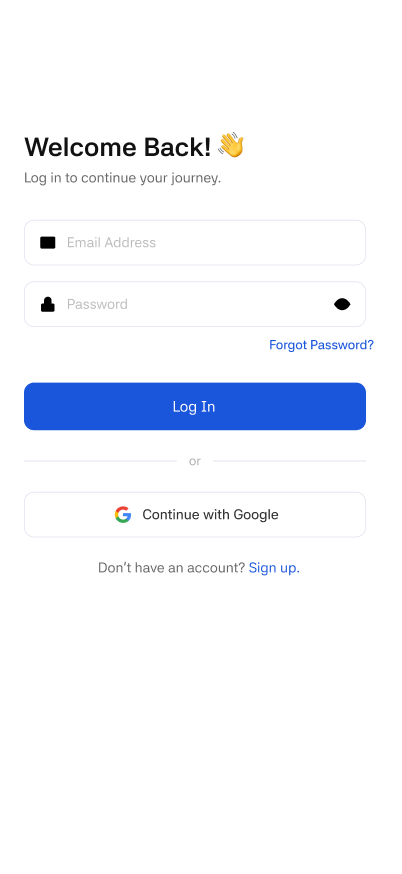 Welcome Back! 👋
Log in to continue your journey.
Email Address
Password
Forgot Password?
Log In
or
Continue with Google
Don’t have an account? Sign up.